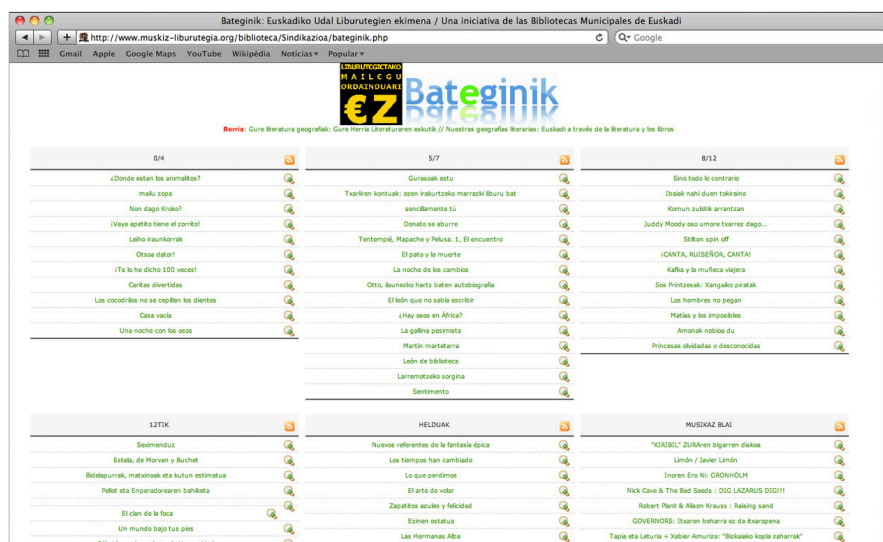 Bateginik: Euskadiko Udal Liburutegien ekimena / Una iniciativa de las Bibliotecas Municipales de Euskadi
http://www.muskiz-liburutegia.org/biblioteca/Sindikazioa/bateginik.php
Google
Gmail Apple Google Maps YouTube Wikipédia Noticias Popular
LIBURUTEGIETAKO
MAILEGU
ORDAINDUARI
EZ
Bateginik
Berria: Gure literatura geografiak: Gure Herria Literaturaren eskutik // Nuestras geografías literarias: Euskadi a través de la literatura y los libros
0/4
¿Donde estan los animalitos?
mailu zopa
Non dago Kroko?
¡Vaya apetito tiene el zorrito!
Leiho iraunkorrak
Otsoa dator!
¡Te lo he dicho 100 veces!
Caritas divertidas
Los cocodrilos no se cepillan los dientes
Casa vacía
Una noche con los osos
5/7
Gurasoak estu
Txarliren kontuak: ozen irakurtzeko marrazki liburu bat
sencillamente tú
Donato se aburre
Tentempié, Mapache y Pelusa. 1, El encuentro
El pato y la muerte
La noche de los cambios
Otto, ilaunezko hartz baten autobiografia
El león que no sabía escribir
¿Hay osos en África?
La gallina pesimista
Martin martetarra
León de biblioteca
Larremotzeko sorgina
Sentimento
8/12
Sino todo lo contrario
Ibaiak nahi duen tokiraino
Komun zulotik arrantzan
Juddy Moody oso umore txarrez dago...
Stilton spin off
¡CANTA, RUISEÑOR, CANTA!
Kafka y la muñeca viajera
Sos Printzesak: Xangaiko piratak
Los hombres no pegan
Matías y los imposibles
Amonak nobioa du
Princesas olvidadas o desconocidas
12TIK
Seximenduz
Estela, de Morvan y Buchet
Bidelapurrak, matxinoak eta kutun estimatua
Pellot eta Enperadorearen bahiketa
El clan de la foca
Un mundo bajo tus pies
HELDUAK
Nuevos referentes de la fantasía épica
Los tiempos han cambiado
Lo que perdimos
El arte de volar
Zapatitos azules y felicidad
Ezinen ostatua
Las Hermanas Alba
MUSIKAZ BLAI
"KIRIBIL" ZURAren bigarren diskoa
Limón / Javier Limón
Inoren Ero Ni: GRONHOLM
Nick Cave & The Bad Seeds : DIG LAZARUS DIG!!!
Robert Plant & Alison Krauss : Raising sand
GOVERNORS: Itxaron beharra ez da itxaropena
Tapia eta Leturia + Xabier Amuriza: "Bizkaiko kopla zaharrak"